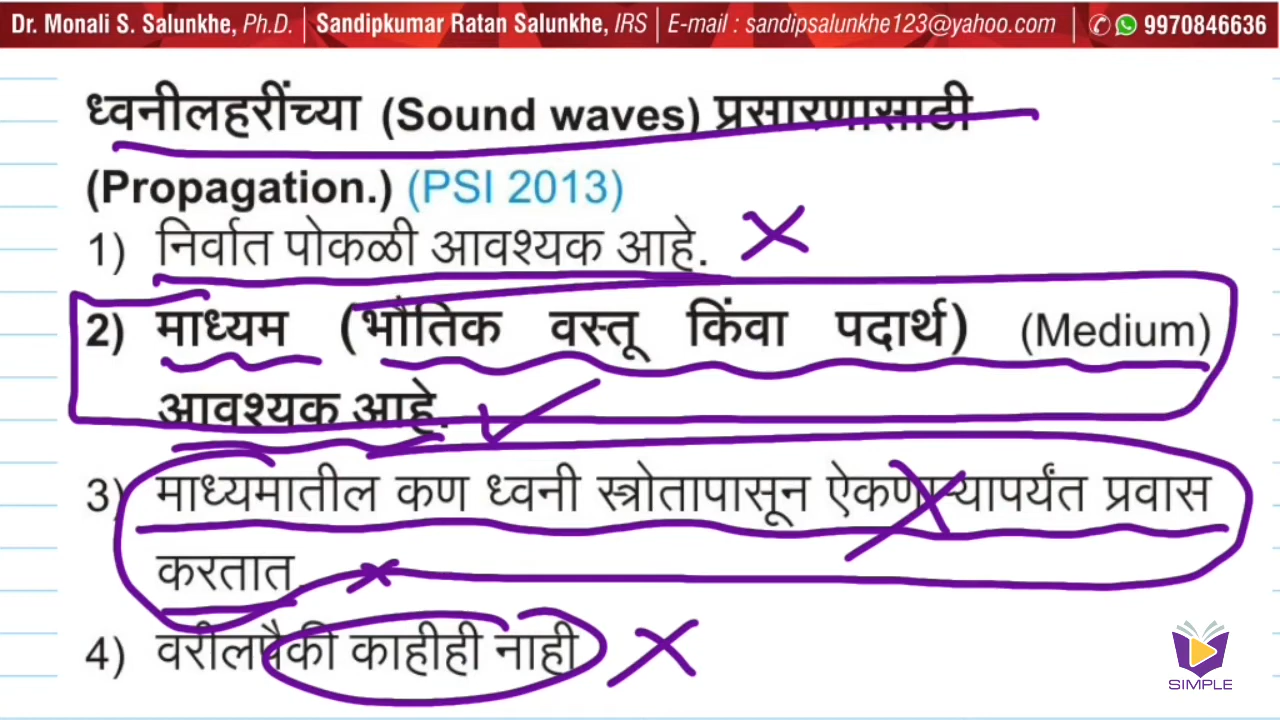 Dr. Monali S. Salunkhe, Ph.D. | Sandipkumar Ratan Salunkhe, IRS | E-mail : sandipsalunkhe123@yahoo.com | 9970846636
ध्वनीलहरींच्या (Sound waves) प्रसारणासाठी
(Propagation.) (PSI 2013)
1) निर्वात पोकळी आवश्यक आहे.
2) माध्यम (भौतिक वस्तू किंवा पदार्थ) (Medium)
आवश्यक आहे.
3) माध्यमातील कण ध्वनी स्त्रोतापासून ऐकणाऱ्यापर्यंत प्रवास
करतात.
4) वरीलपैकी काहीही नाही
SIMPLE